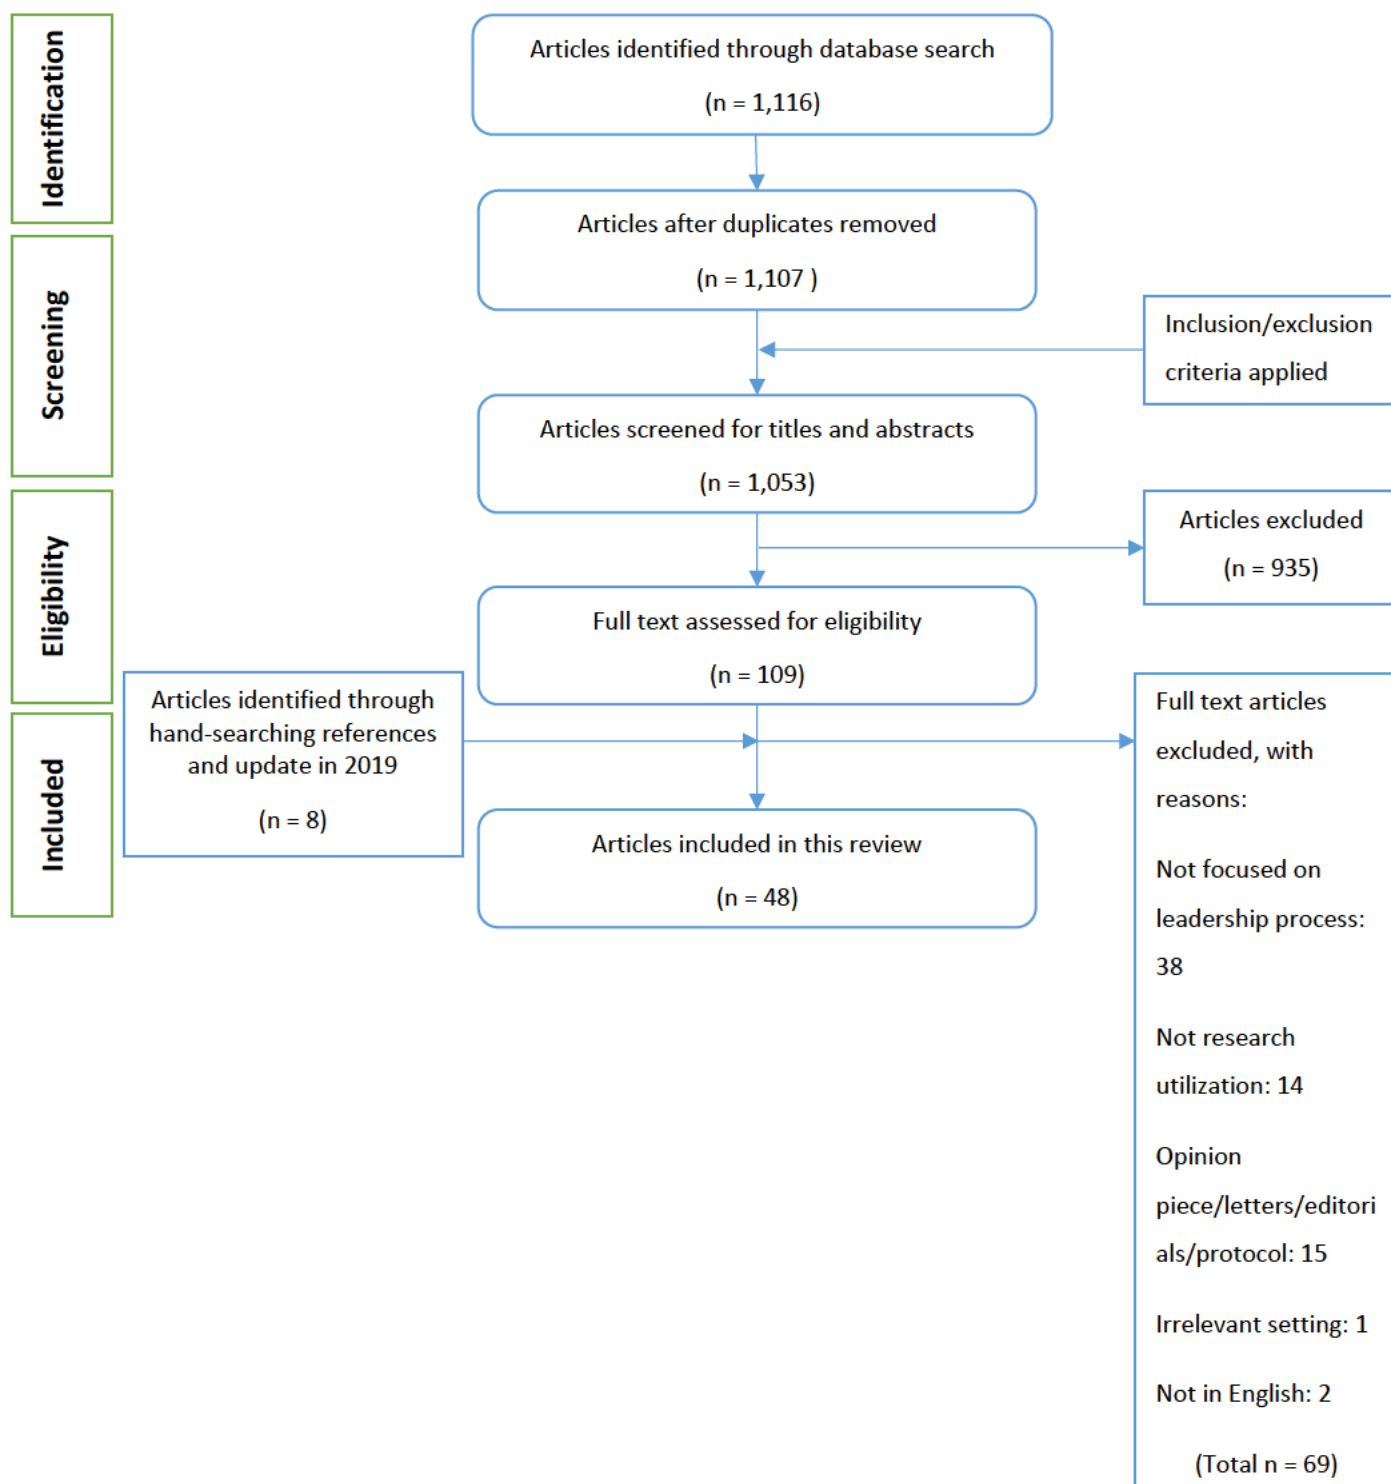 Identification
Articles identified through database search
(n = 1,116)
Articles after duplicates removed
(n = 1,107 )
Screening
Inclusion/exclusion
criteria applied
Articles screened for titles and abstracts
(n = 1,053)
Eligibility
Articles excluded
(n = 935)
Full text assessed for eligibility
(n = 109)
Articles identified through
hand-searching references
and update in 2019
(n = 8)
Full text articles
excluded, with
reasons:
Not focused on
leadership process:
38
Not research
utilization: 14
Opinion
piece/letters/editori
als/protocol: 15
Irrelevant setting: 1
Not in English: 2
(Total n = 69)
Included
Articles included in this review
(n = 48)